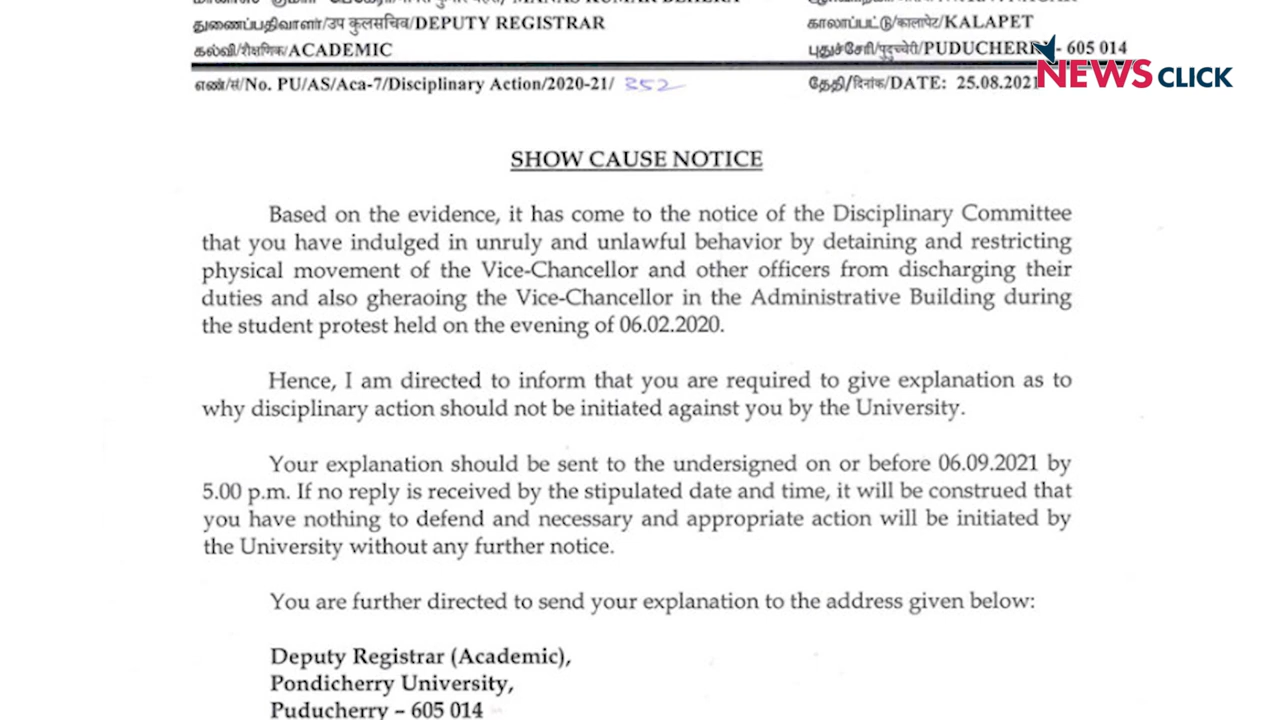 துணைப்பதிவாளர்/उप कुलसचिव/DEPUTY REGISTRAR
கல்வி/शैक्षणिक/ACADEMIC
காலாப்பட்டு/कालापेट/KALAPET
புதுச்சேரி/पुदुच्चेरी/PUDUCHERRY - 605 014
எண்/सं/No. PU/AS/Aca-7/Disciplinary Action/2020-21/ 352
தேதி/दिनांक/DATE: 25.08.2021
NEWS CLICK
SHOW CAUSE NOTICE
Based on the evidence, it has come to the notice of the Disciplinary Committee
that you have indulged in unruly and unlawful behavior by detaining and restricting
physical movement of the Vice-Chancellor and other officers from discharging their
duties and also gheraoing the Vice-Chancellor in the Administrative Building during
the student protest held on the evening of 06.02.2020.
Hence, I am directed to inform that you are required to give explanation as to
why disciplinary action should not be initiated against you by the University.
Your explanation should be sent to the undersigned on or before 06.09.2021 by
5.00 p.m. If no reply is received by the stipulated date and time, it will be construed that
you have nothing to defend and necessary and appropriate action will be initiated by
the University without any further notice.
You are further directed to send your explanation to the address given below:
Deputy Registrar (Academic),
Pondicherry University,
Puducherry – 605 014